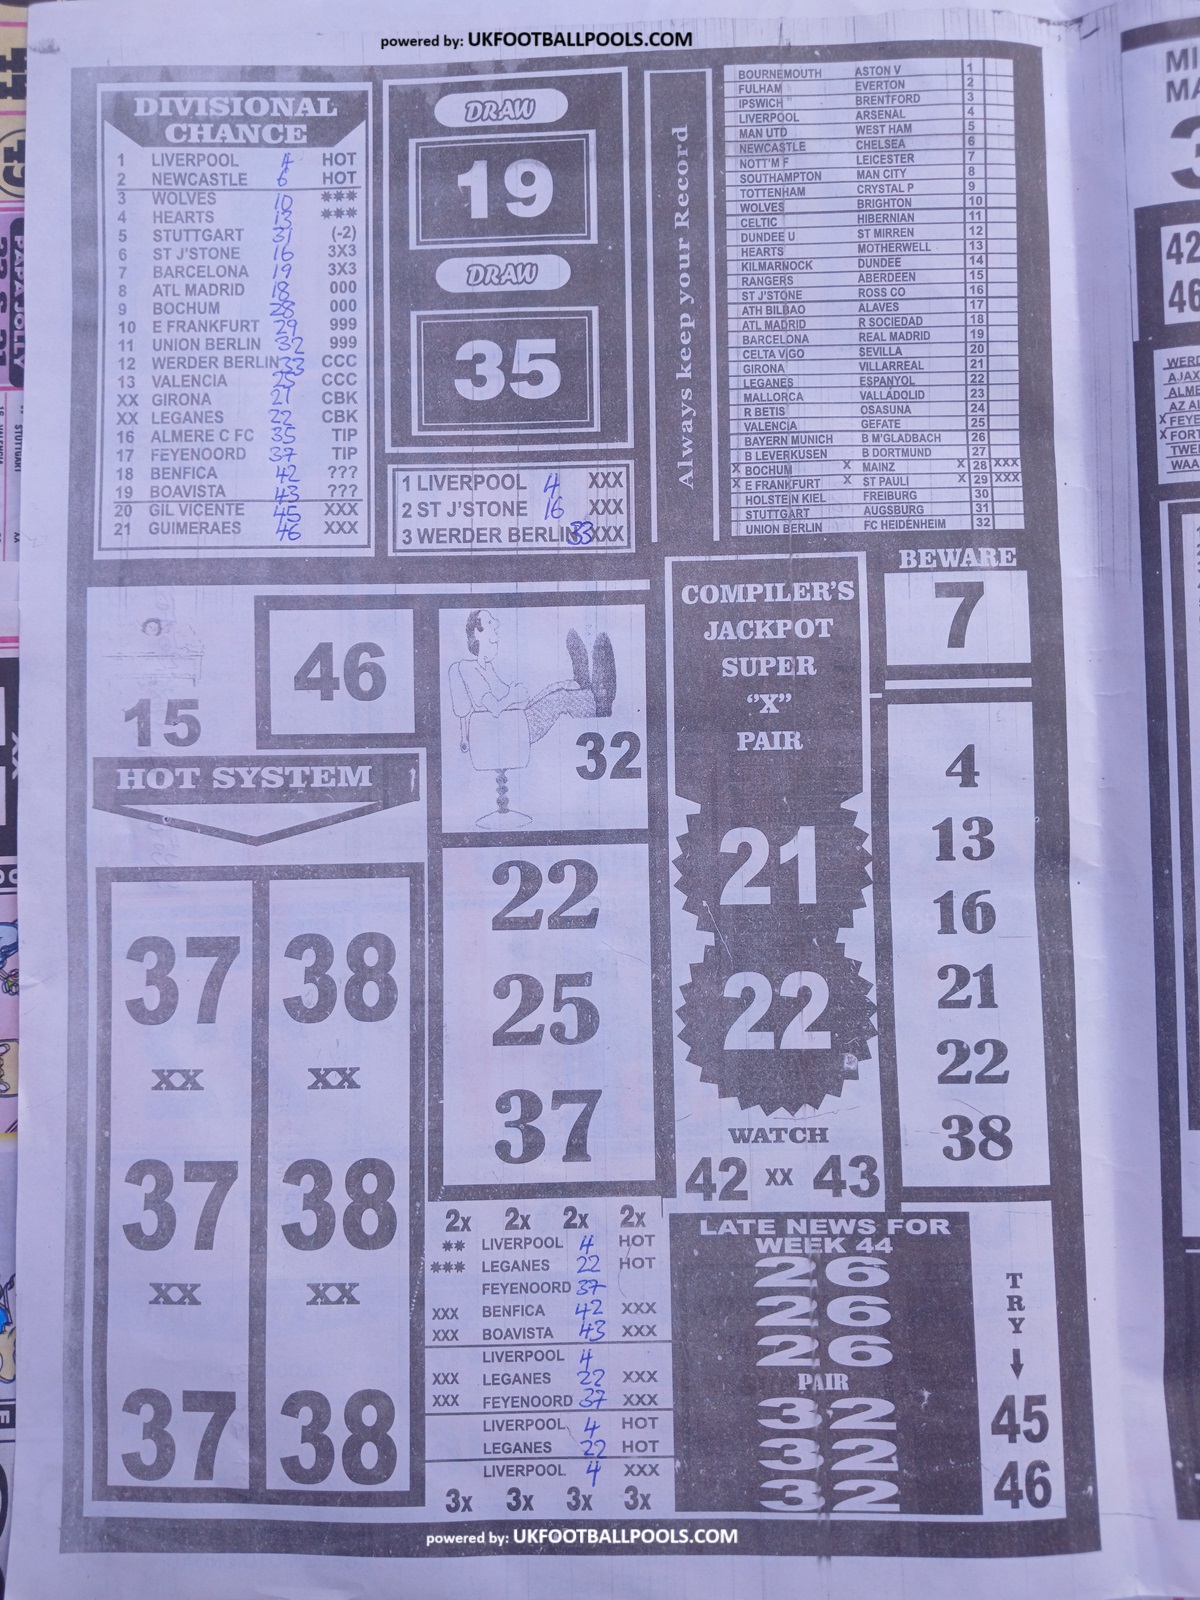 powered by: UKFOOTBALLPOOLS.COM
DIVISIONAL
CHANCE
1 LIVERPOOL 4 HOT
2 NEWCASTLE 6 HOT
3 WOLVES 10 ***
4 HEARTS 13 ***
5 STUTTGART 31 (-2)
6 ST J'STONE 16 3X3
7 BARCELONA 19 3X3
8 ATL MADRID 18 000
9 BOCHUM 28 000
10 E FRANKFURT 29 999
11 UNION BERLIN 32 999
12 WERDER BERLIN 33 CCC
13 VALENCIA 25 CCC
XX GIRONA 21 CBK
XX LEGANES 22 CBK
16 ALMERE C FC 35 TIP
17 FEYENOORD 37 TIP
18 BENFICA 42 ???
19 BOAVISTA 43 ???
20 GIL VICENTE 45 XXX
21 GUIMERAES 46 XXX
DRAW
19
DRAW
35
1 LIVERPOOL 4 XXX
2 ST J'STONE 16 XXX
3 WERDER BERLIN 33 XXX
Always keep your Record
BOURNEMOUTH ASTON V 1
FULHAM EVERTON 2
IPSWICH BRENTFORD 3
LIVERPOOL ARSENAL 4
MAN UTD WEST HAM 5
NEWCASTLE CHELSEA 6
NOTT'M F LEICESTER 7
SOUTHAMPTON MAN CITY 8
TOTTENHAM CRYSTAL P 9
WOLVES BRIGHTON 10
CELTIC HIBERNIAN 11
DUNDEE U ST MIRREN 12
HEARTS MOTHERWELL 13
KILMARNOCK DUNDEE 14
RANGERS ABERDEEN 15
ST J'STONE ROSS CO 16
ATH BILBAO ALAVES 17
ATL MADRID R SOCIEDAD 18
BARCELONA REAL MADRID 19
CELTA VIGO SEVILLA 20
GIRONA VILLARREAL 21
LEGANES ESPANYOL 22
MALLORCA VALLADOLID 23
R BETIS OSASUNA 24
VALENCIA GEFATE 25
BAYERN MUNICH B M'GLADBACH 26
B LEVERKUSEN B DORTMUND 27
X BOCHUM X MAINZ X 28 XXX
X E FRANKFURT X ST PAULI X 29 XXX
HOLSTEIN KIEL FREIBURG 30
STUTTGART AUGSBURG 31
UNION BERLIN FC HEIDENHEIM 32
BEWARE
7
15
46
32
HOT SYSTEM
37 38
XX XX
37 38
XX XX
37 38
22
25
37
COMPILER'S
JACKPOT
SUPER
"X"
PAIR
21
22
WATCH
42 XX 43
4
13
16
21
22
38
2x 2x 2x 2x
** LIVERPOOL 4 HOT
*** LEGANES 22 HOT
FEYENOORD 37
XXX BENFICA 42 XXX
XXX BOAVISTA 43 XXX
LIVERPOOL 4
XXX LEGANES 22 XXX
XXX FEYENOORD 37 XXX
LIVERPOOL 4 HOT
LEGANES 22 HOT
LIVERPOOL 4 XXX
3x 3x 3x 3x
LATE NEWS FOR
WEEK 44
26
26
26
PAIR
32
32
32
TRY
45
46
powered by: UKFOOTBALLPOOLS.COM